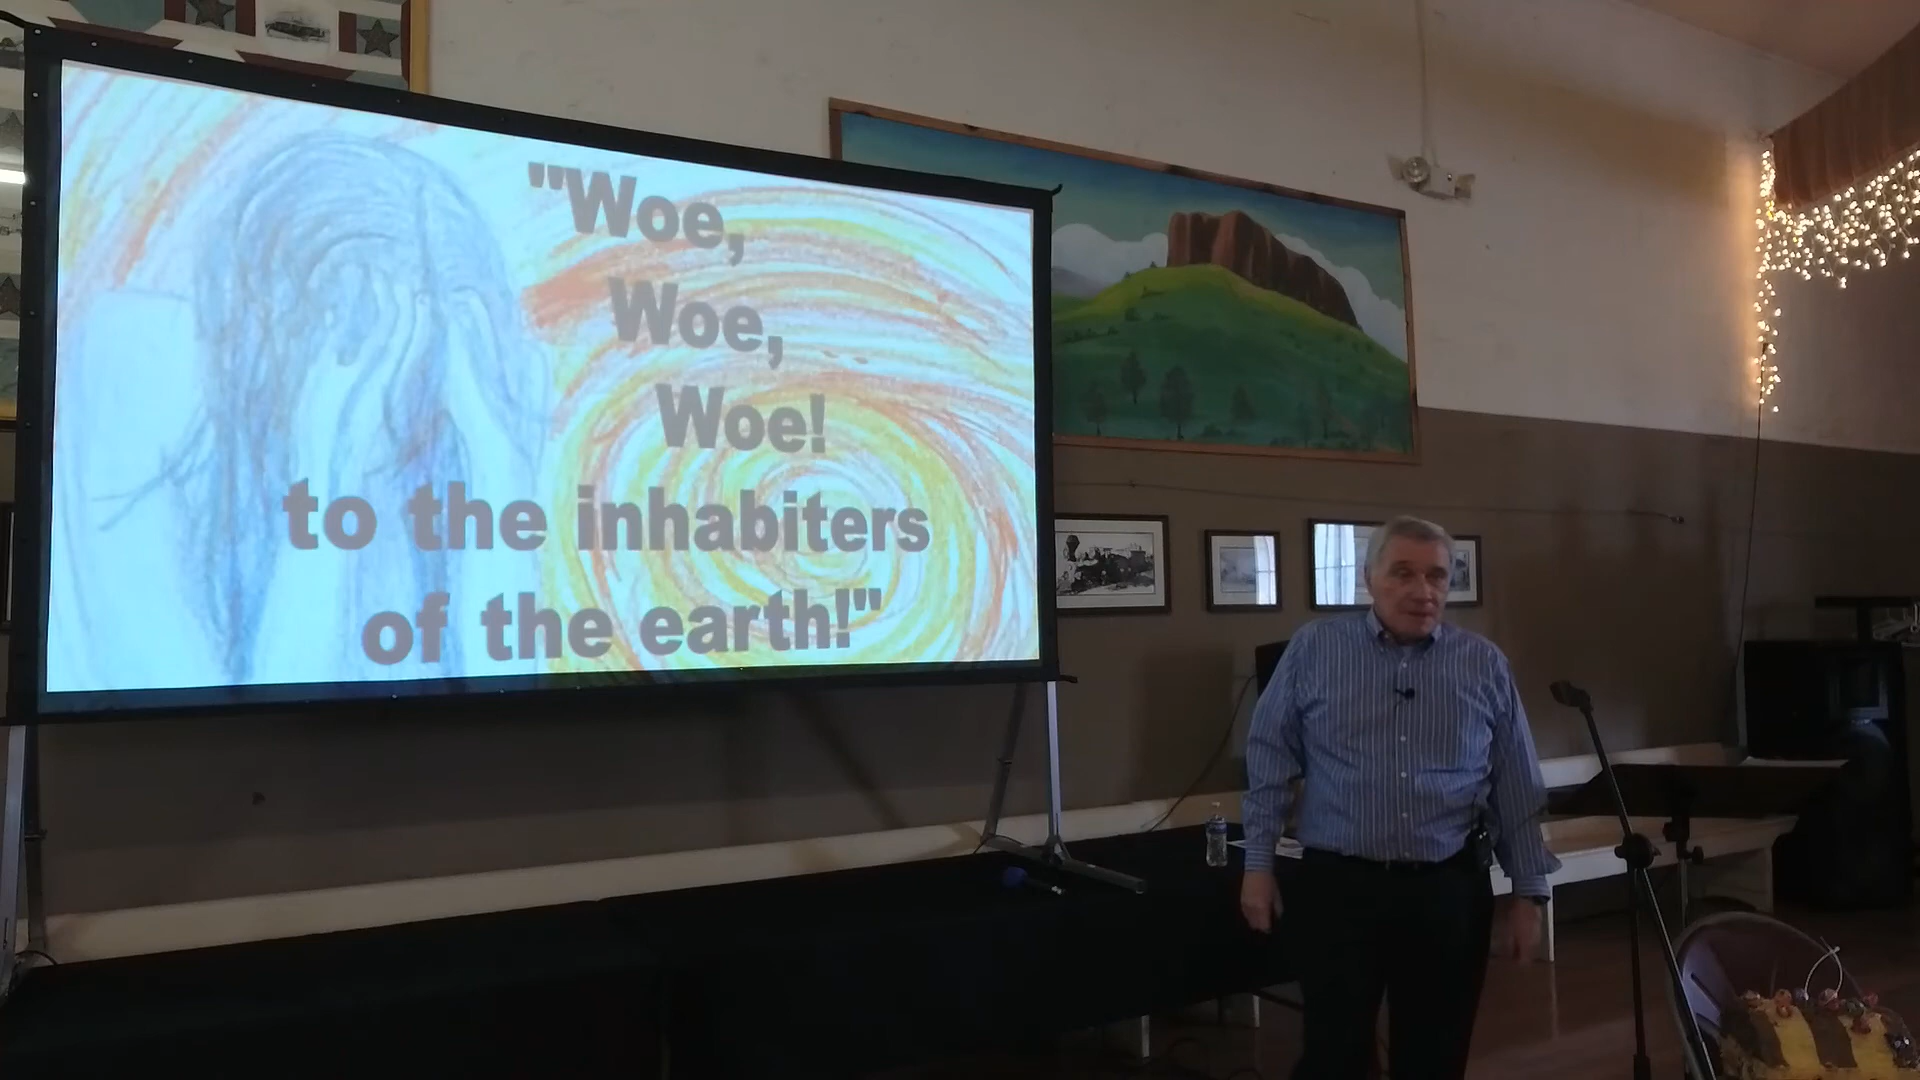 "Woe,
Woe,
Woe!
to the inhabiters
of the earth!"